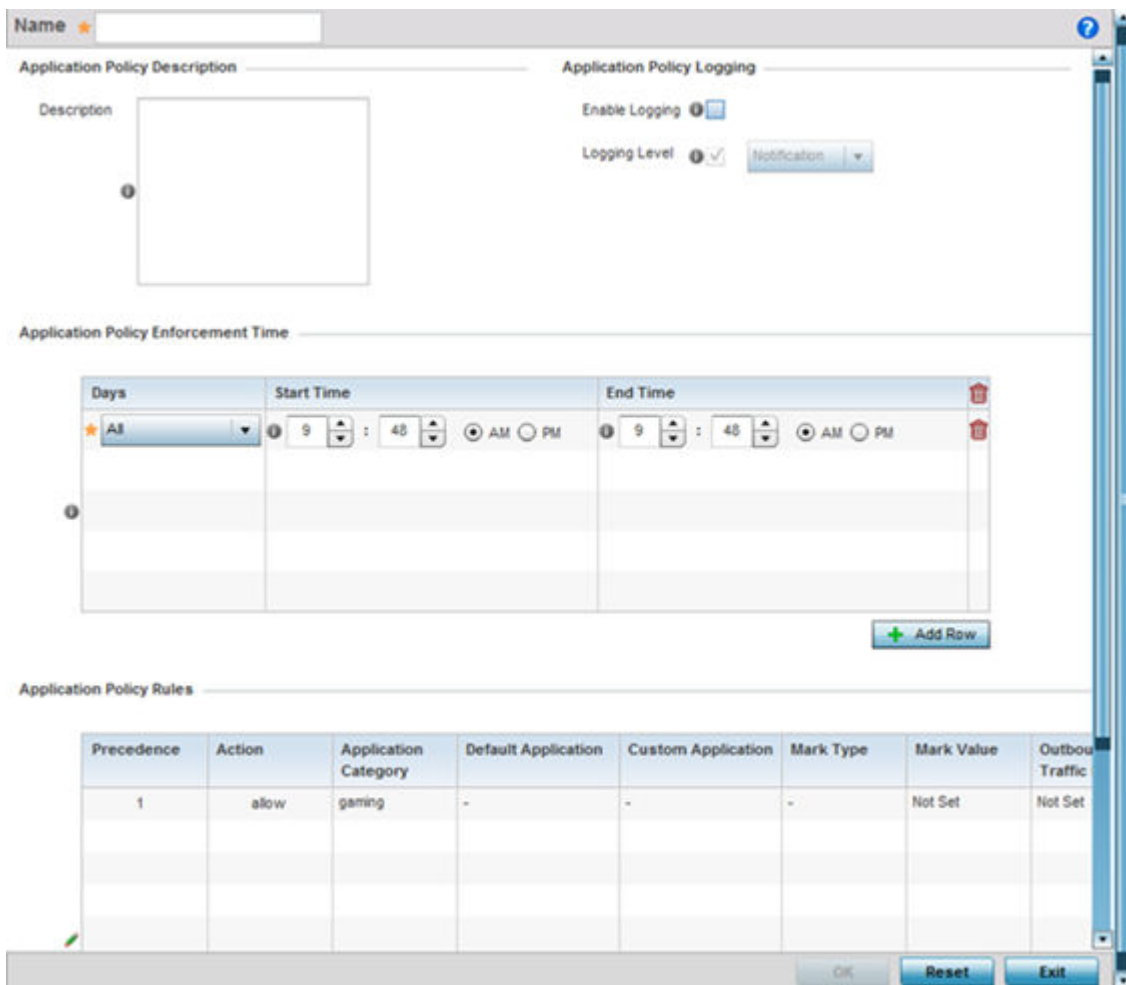 Name
Application Policy Description
Application Policy Logging
Description
Enable Logging
Logging Level
Notification
Application Policy Enforcement Time
Days Start Time End Time
All 9 : 48 AM PM 9 : 48 AM PM
Add Row
Application Policy Rules
Precedence Action Application Category Default Application Custom Application Mark Type Mark Value Outbou Traffic
1 allow gaming - - - Not Set Not Set
OK Reset Exit